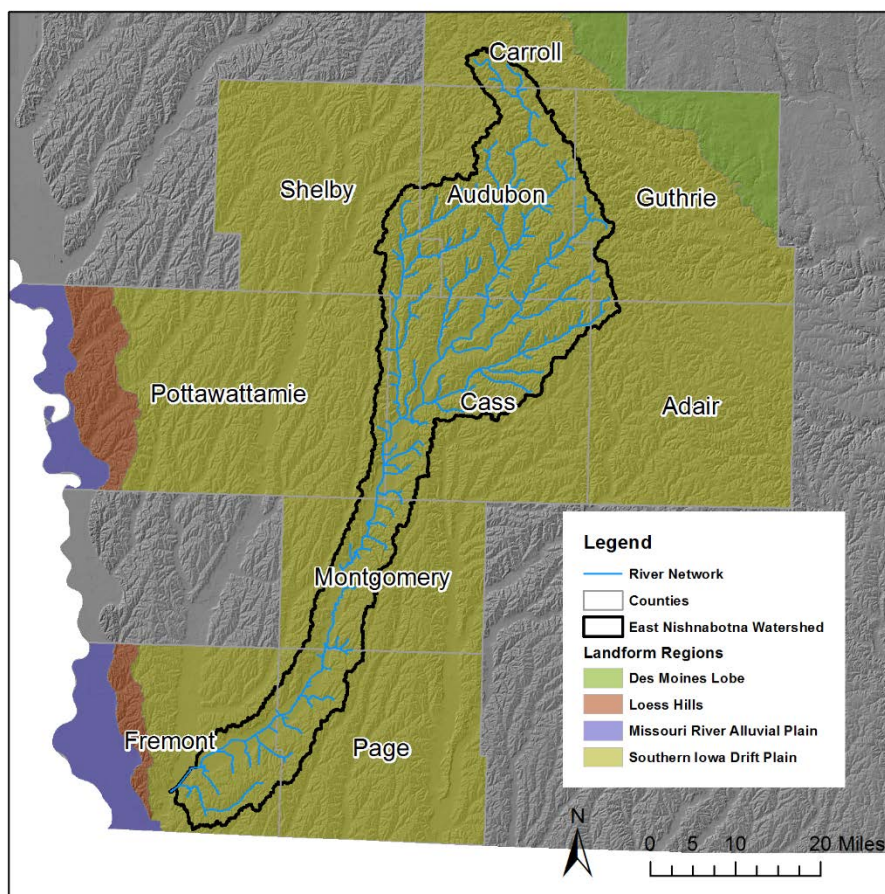 Carroll
Shelby
Audubon
Guthrie
Pottawattamie
Cass
Adair
Montgomery
Fremont
Page
Legend
River Network
Counties
East Nishnabotna Watershed
Landform Regions
Des Moines Lobe
Loess Hills
Missouri River Alluvial Plain
Southern Iowa Drift Plain
N
0 5 10 20 Miles